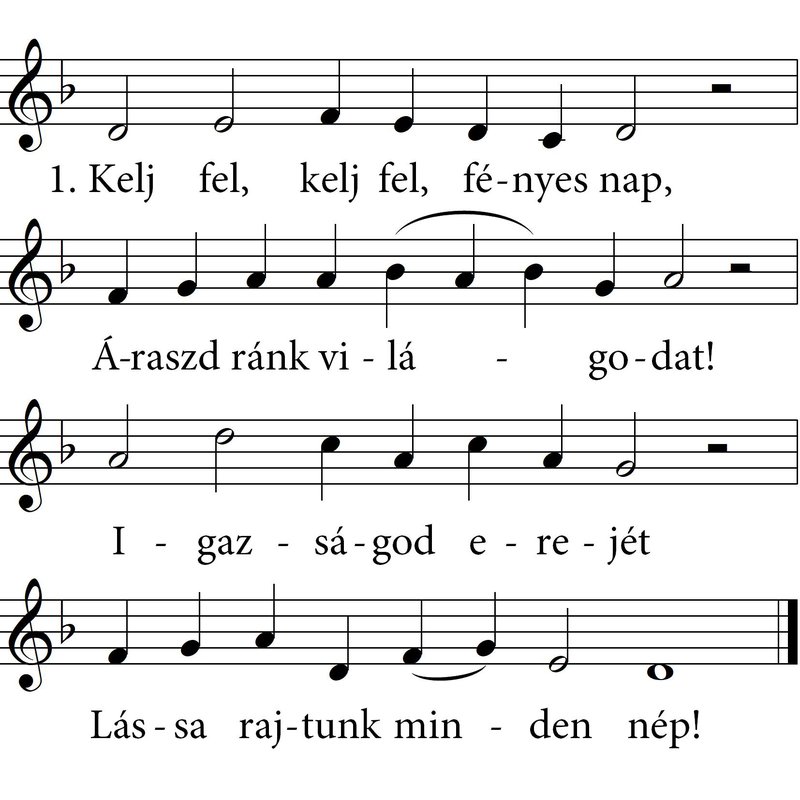 1. Kelj fel, kelj fel, fé-nyes nap,
Á-raszd ránk vi - lá - go-dat!
I - gaz - sá-god e - re - jét
Lás-sa raj-tunk min - den nép!